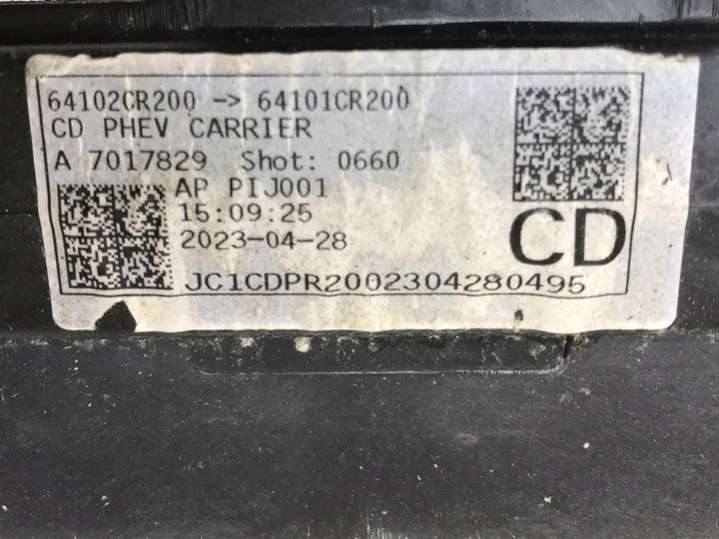 64102CR200 -> 64101CR200
CD PHEV CARRIER
A 7017829 Shot: 0660
AP PIJ001
15:09:25
2023-04-28
CD
JC1CDPR2002304280495